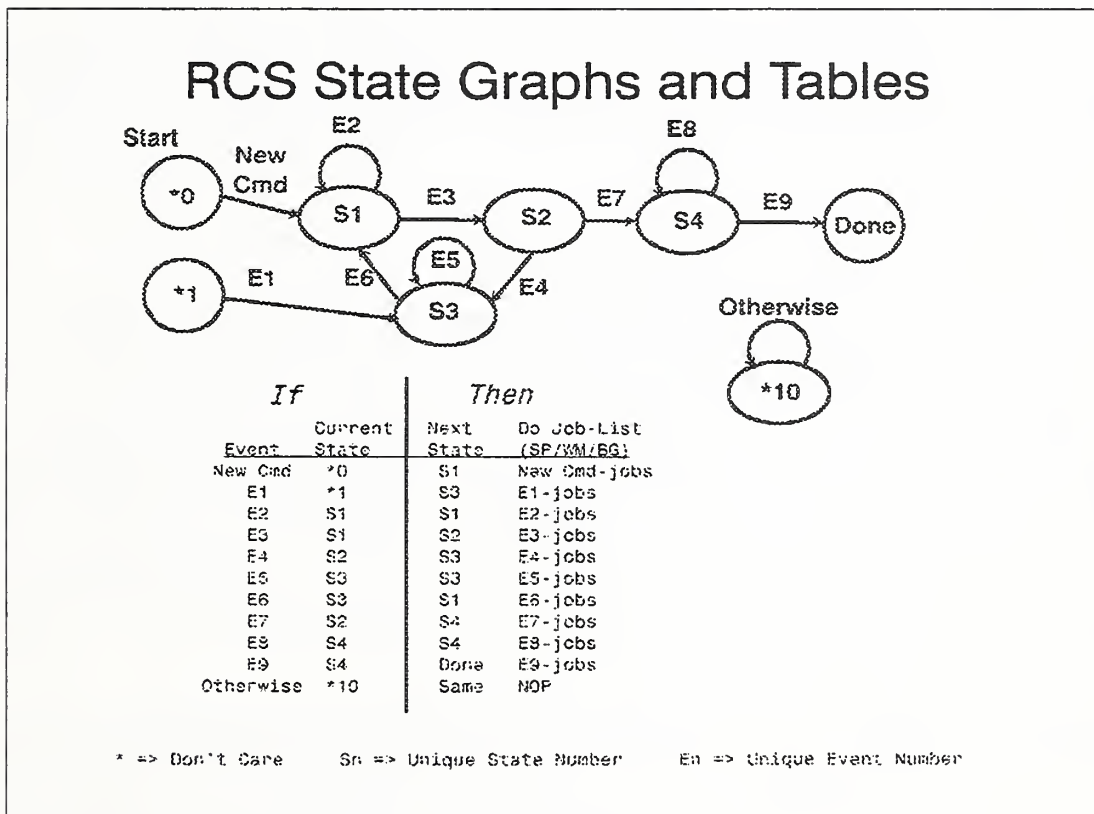 RCS State Graphs and Tables
Start
E2
E8
New
Cmd
*0
S1
E3
S2
E7
S4
E9
Done
*1
E1
E6
E5
E4
S3
Otherwise
*10
If Then
Current Next Do Job-List
Event State State (SP/WM/BG)
New Cmd *0 S1 New Cmd-jobs
E1 *1 S3 E1-jobs
E2 S1 S1 E2-jobs
E3 S1 S2 E3-jobs
E4 S2 S3 E4-jobs
E5 S3 S3 E5-jobs
E6 S3 S1 E6-jobs
E7 S2 S4 E7-jobs
E8 S4 S4 E8-jobs
E9 S4 Done E9-jobs
Otherwise *10 Same NOP
* => Don't Care Sn => Unique State Number En => Unique Event Number